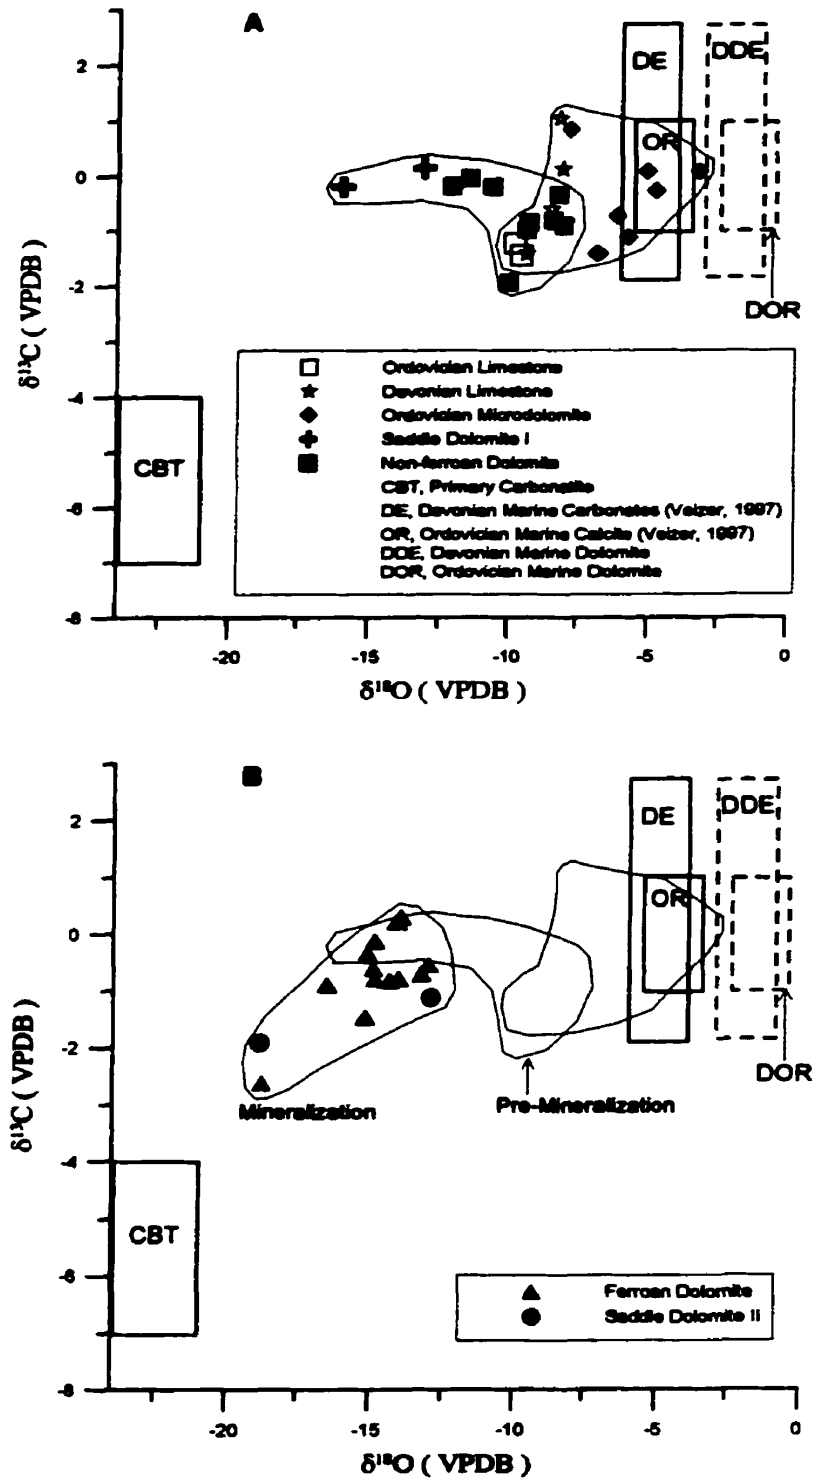 A
2
0
-2
-4
-6
-8
δ¹³C ( VPDB )
DE
DDE
OR
DOR
CBT
Ordovician Limestone
Devonian Limestone
Ordovician Microdolomite
Saddle Dolomite I
Non-ferroan Dolomite
CBT, Primary Carbonatite
DE, Devonian Marine Carbonates (Veizer, 1997)
OR, Ordovician Marine Calcite (Veizer, 1997)
DDE, Devonian Marine Dolomite
DOR, Ordovician Marine Dolomite
-20 -15 -10 -5 0
δ¹⁸O ( VPDB )
B
2
0
-2
-4
-6
-8
δ¹³C ( VPDB )
DE
DDE
OR
DOR
Mineralization
Pre-Mineralization
CBT
Ferroan Dolomite
Saddle Dolomite II
-20 -15 -10 -5 0
δ¹⁸O ( VPDB )